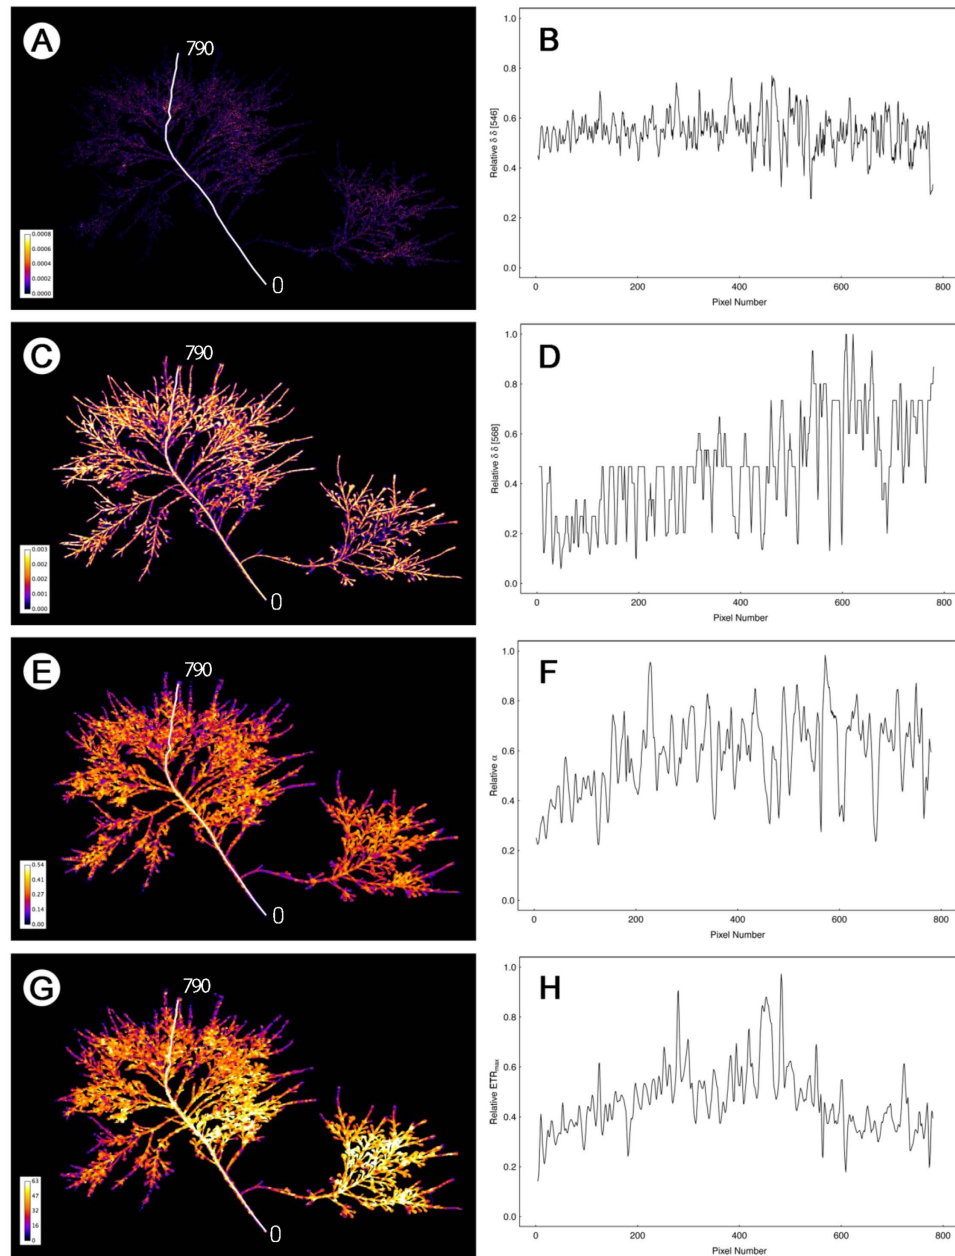 A
790
0
0.0008
0.0006
0.0004
0.0002
0.0000
B
Relative δ δ [546]
1.0
0.8
0.6
0.4
0.2
0.0
0 200 400 600 800
Pixel Number
C
790
0
0.003
0.002
0.001
0.001
0.000
D
Relative δ δ [568]
1.0
0.8
0.6
0.4
0.2
0.0
0 200 400 600 800
Pixel Number
E
790
0
0.54
0.41
0.27
0.14
0.00
F
Relative α
1.0
0.8
0.6
0.4
0.2
0.0
0 200 400 600 800
Pixel Number
G
790
0
63
47
32
16
0
H
Relative ETRmax
1.0
0.8
0.6
0.4
0.2
0.0
0 200 400 600 800
Pixel Number